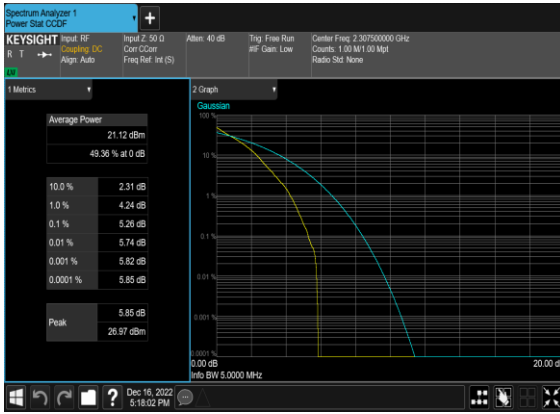 Spectrum Analyzer 1
Power Stat CCDF
KEYSIGHT Input: RF Input Z: 50 Ω Atten: 40 dB Trig: Free Run Center Freq: 2.307500000 GHz
R T Coupling: DC Corr CCorr #IF Gain: Low Counts: 1.00 M/1.00 Mpt
Align: Auto Freq Ref: Int (S) Radio Std: None
1 Metrics
2 Graph
Average Power
21.12 dBm
49.36 % at 0 dB
10.0 % 2.31 dB
1.0 % 4.24 dB
0.1 % 5.26 dB
0.01 % 5.74 dB
0.001 % 5.82 dB
0.0001 % 5.85 dB
Peak
5.85 dB
26.97 dBm
Gaussian
100 %
10 %
1 %
0.1 %
0.01 %
0.001 %
0.0001 %
0.00 dB 20.00 d
Info BW 5.0000 MHz
Dec 16, 2022
5:18:02 PM